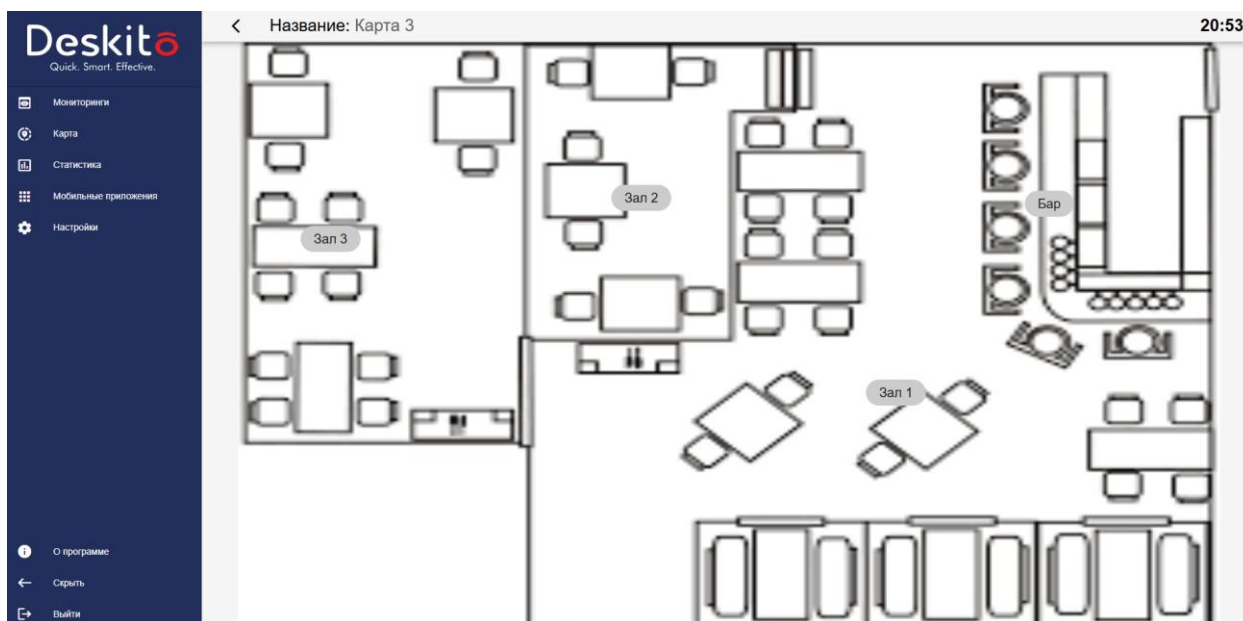 Deskito
Quick. Smart. Effective.
Мониторинги
Карта
Статистика
Мобильные приложения
Настройки
О программе
Скрыть
Выйти
Название: Карта 3
20:53
Зал 2
Бар
Зал 3
Зал 1